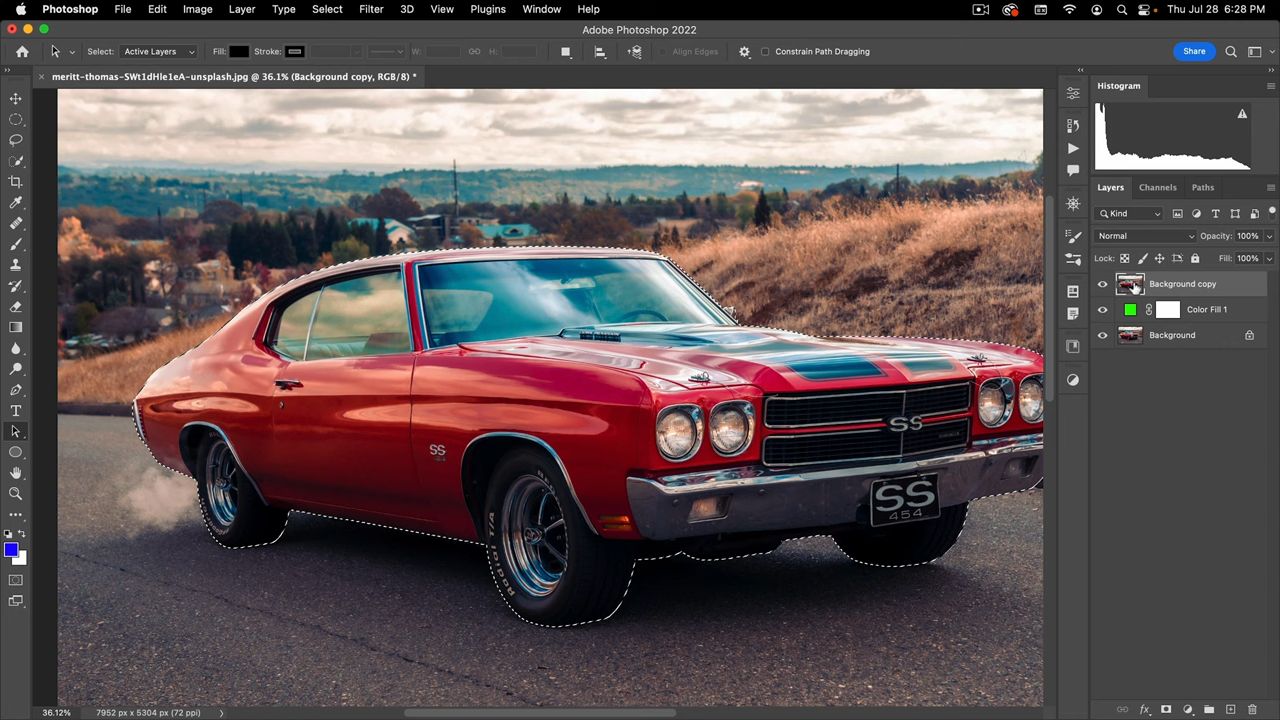 Photoshop File Edit Image Layer Type Select Filter 3D View Plugins Window Help Thu Jul 28 6:28 PM
Adobe Photoshop 2022
Select: Active Layers Fill: Stroke: W: H: Align Edges Constrain Path Dragging Share
meritt-thomas-SWt1dHle1eA-unsplash.jpg @ 36.1% (Background copy, RGB/8) *
Histogram
Layers Channels Paths
Kind
Normal Opacity: 100%
Lock: Fill: 100%
Background copy
Color Fill 1
Background
SS
SS
SS
454
Radial T/A
36.12% 7952 px x 5304 px (72 ppi)
fx